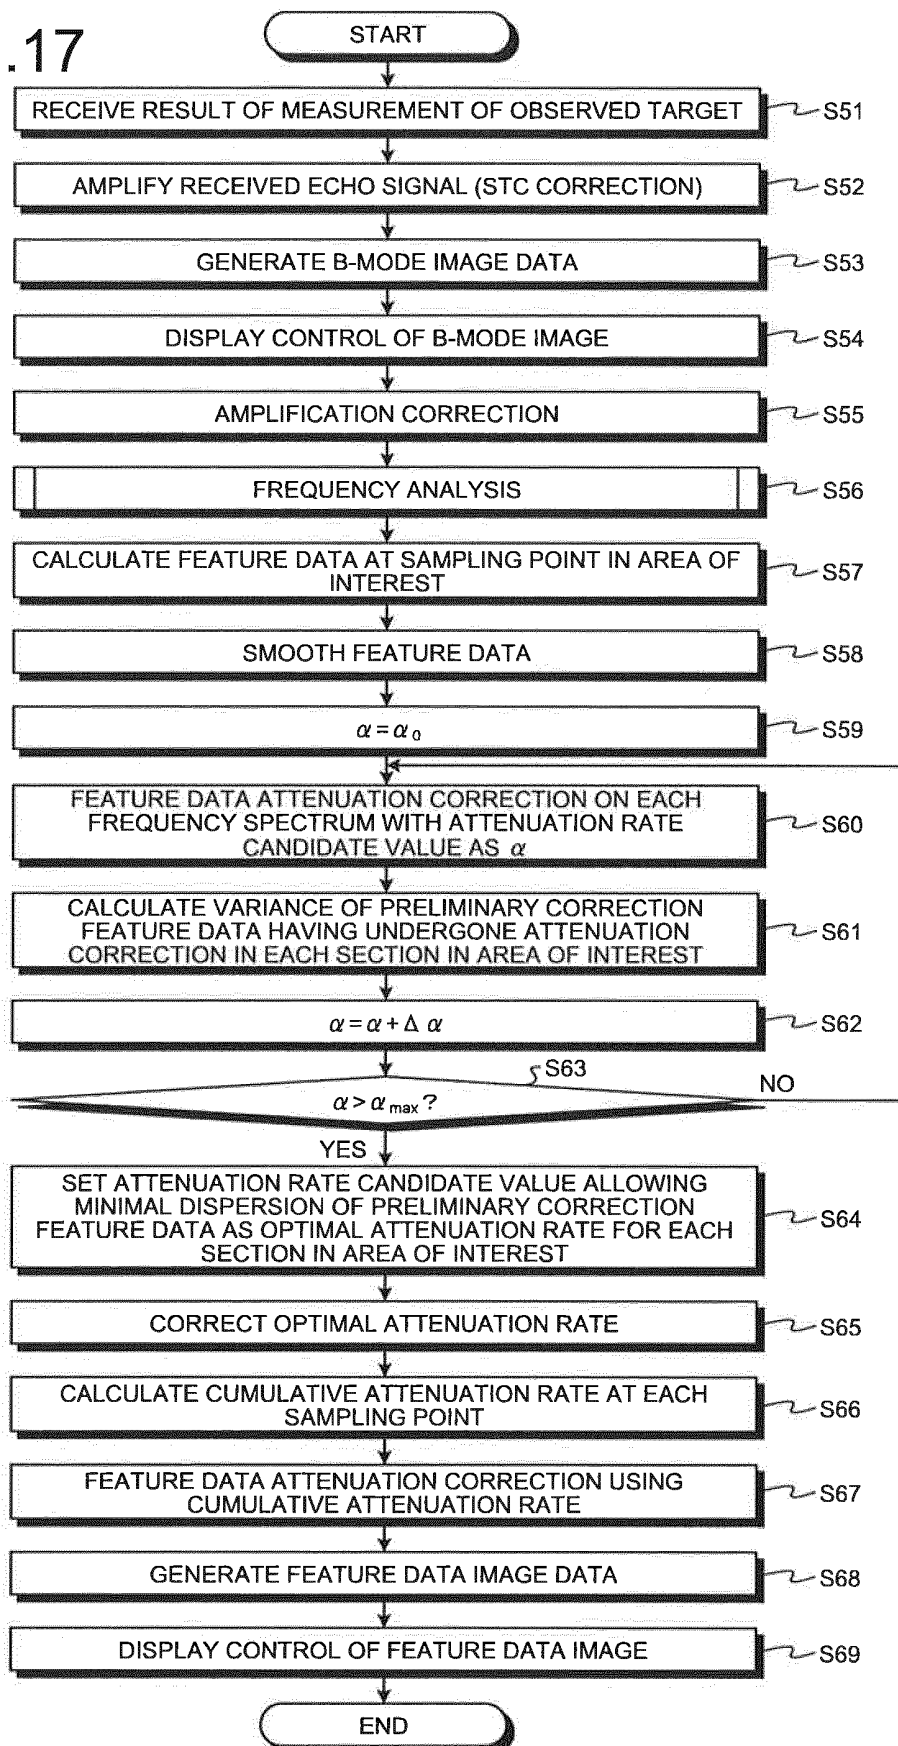 .17
START
RECEIVE RESULT OF MEASUREMENT OF OBSERVED TARGET
S51
AMPLIFY RECEIVED ECHO SIGNAL (STC CORRECTION)
S52
GENERATE B-MODE IMAGE DATA
S53
DISPLAY CONTROL OF B-MODE IMAGE
S54
AMPLIFICATION CORRECTION
S55
FREQUENCY ANALYSIS
S56
CALCULATE FEATURE DATA AT SAMPLING POINT IN AREA OF
INTEREST
S57
SMOOTH FEATURE DATA
S58
α = α₀
S59
FEATURE DATA ATTENUATION CORRECTION ON EACH
FREQUENCY SPECTRUM WITH ATTENUATION RATE
CANDIDATE VALUE AS α
S60
CALCULATE VARIANCE OF PRELIMINARY CORRECTION
FEATURE DATA HAVING UNDERGONE ATTENUATION
CORRECTION IN EACH SECTION IN AREA OF INTEREST
S61
α = α + Δ α
S62
S63
α > αmax ?
NO
YES
SET ATTENUATION RATE CANDIDATE VALUE ALLOWING
MINIMAL DISPERSION OF PRELIMINARY CORRECTION
FEATURE DATA AS OPTIMAL ATTENUATION RATE FOR EACH
SECTION IN AREA OF INTEREST
S64
CORRECT OPTIMAL ATTENUATION RATE
S65
CALCULATE CUMULATIVE ATTENUATION RATE AT EACH
SAMPLING POINT
S66
FEATURE DATA ATTENUATION CORRECTION USING
CUMULATIVE ATTENUATION RATE
S67
GENERATE FEATURE DATA IMAGE DATA
S68
DISPLAY CONTROL OF FEATURE DATA IMAGE
S69
END